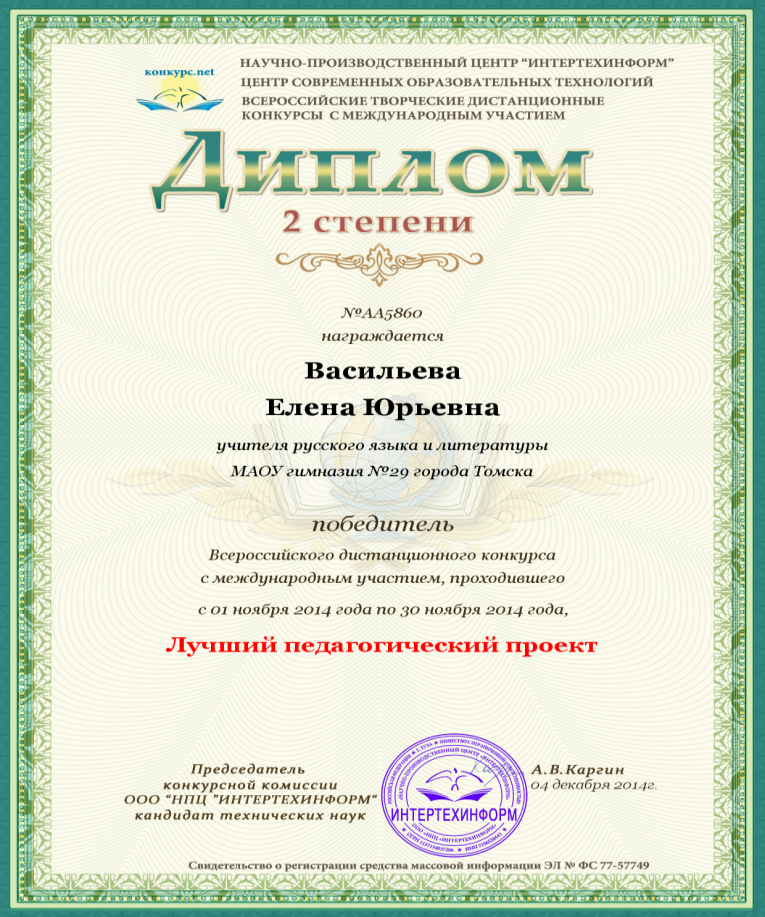 конкурс.net
НАУЧНО-ПРОИЗВОДСТВЕННЫЙ ЦЕНТР “ИНТЕРТЕХИНФОРМ”
ЦЕНТР СОВРЕМЕННЫХ ОБРАЗОВАТЕЛЬНЫХ ТЕХНОЛОГИЙ
ВСЕРОССИЙСКИЕ ТВОРЧЕСКИЕ ДИСТАНЦИОННЫЕ
КОНКУРСЫ С МЕЖДУНАРОДНЫМ УЧАСТИЕМ
Диплом
2 степени
№АА5860
награждается
Васильева
Елена Юрьевна
учителя русского языка и литературы
МАОУ гимназия №29 города Томска
победитель
Всероссийского дистанционного конкурса
с международным участием, проходившего
с 01 ноября 2014 года по 30 ноября 2014 года,
Лучший педагогический проект
Председатель
конкурсной комиссии
ООО “НПЦ ”ИНТЕРТЕХИНФОРМ“
кандидат технических наук
ИНТЕРТЕХИНФОРМ
А.В.Каргин
04 декабря 2014г.
Свидетельство о регистрации средства массовой информации ЭЛ № ФС 77-57749